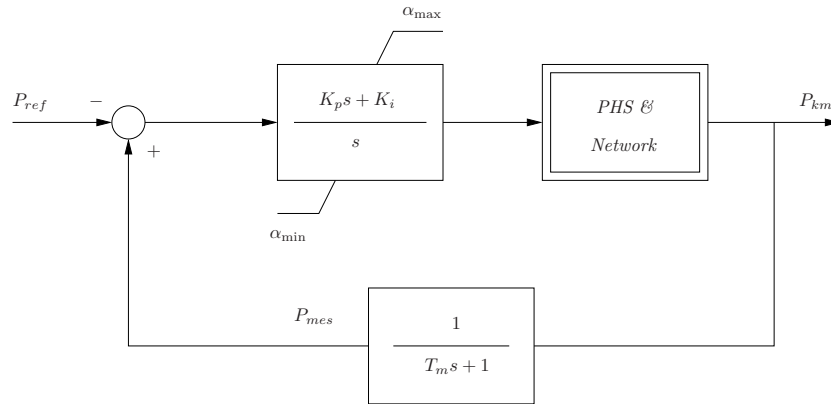 α_max
P_ref
−
+
K_p s + K_i
s
PHS &
Network
P_km
α_min
P_mes
1
T_m s + 1